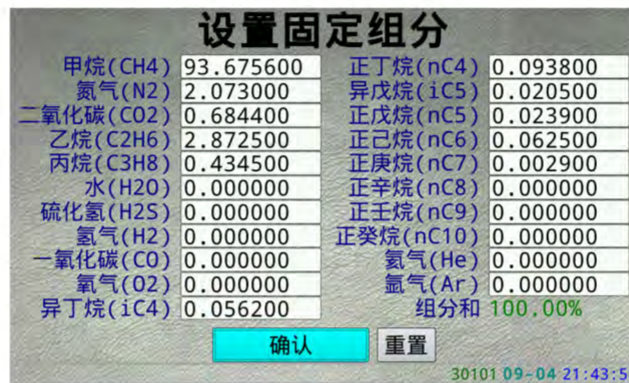 设置固定组分
甲烷(CH4) 93.675600 正丁烷(nC4) 0.093800
氮气(N2) 2.073000 异戊烷(iC5) 0.020500
二氧化碳(CO2) 0.684400 正戊烷(nC5) 0.023900
乙烷(C2H6) 2.872500 正己烷(nC6) 0.062500
丙烷(C3H8) 0.434500 正庚烷(nC7) 0.002900
水(H2O) 0.000000 正辛烷(nC8) 0.000000
硫化氢(H2S) 0.000000 正壬烷(nC9) 0.000000
氢气(H2) 0.000000 正癸烷(nC10) 0.000000
一氧化碳(CO) 0.000000 氦气(He) 0.000000
氧气(O2) 0.000000 氩气(Ar) 0.000000
异丁烷(iC4) 0.056200 组分和 100.00%
确认 重置
30101 09-04 21:43:5